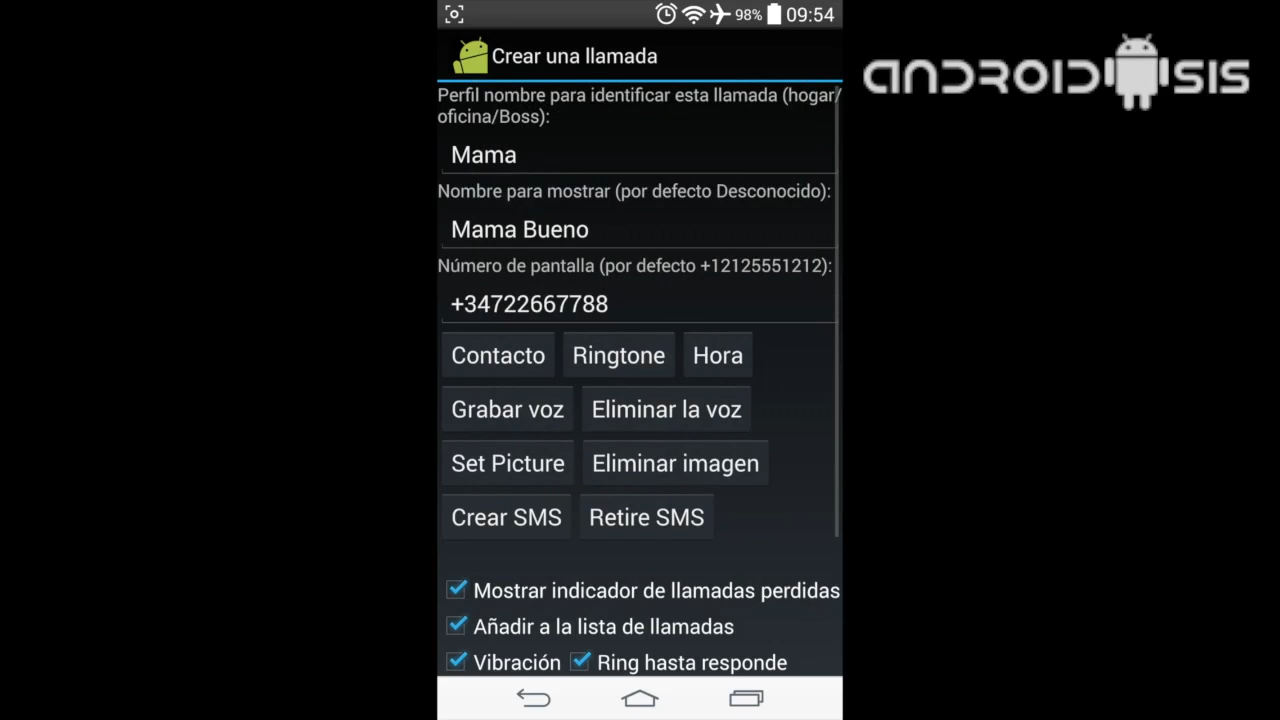 98% 09:54
Crear una llamada
ANDROIDSIS
Perfil nombre para identificar esta llamada (hogar/
oficina/Boss):
Mama
Nombre para mostrar (por defecto Desconocido):
Mama Bueno
Número de pantalla (por defecto +12125551212):
+34722667788
Contacto Ringtone Hora
Grabar voz Eliminar la voz
Set Picture Eliminar imagen
Crear SMS Retire SMS
Mostrar indicador de llamadas perdidas
Añadir a la lista de llamadas
Vibración Ring hasta responde